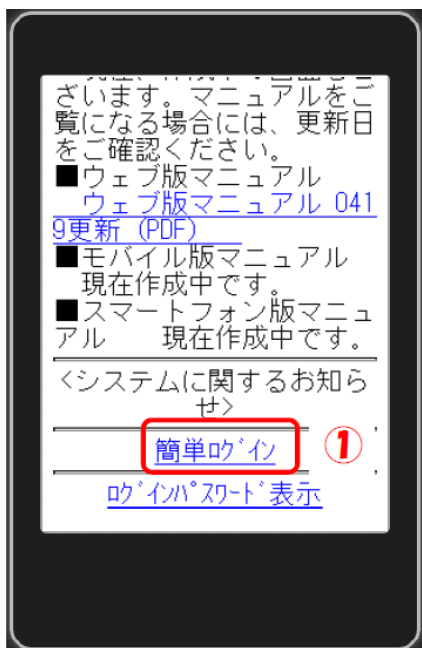 ざいます。マニュアルをご
覧になる場合には、更新日
をご確認ください。
■ウェブ版マニュアル
ウェブ版マニュアル 041
9更新 (PDF)
■モバイル版マニュアル
現在作成中です。
■スマートフォン版マニュ
アル　　現在作成中です。
<システムに関するお知ら
せ>
簡単ﾛｸﾞｲﾝ ①
ﾛｸﾞｲﾝﾊﾟｽﾜｰﾄﾞ表示